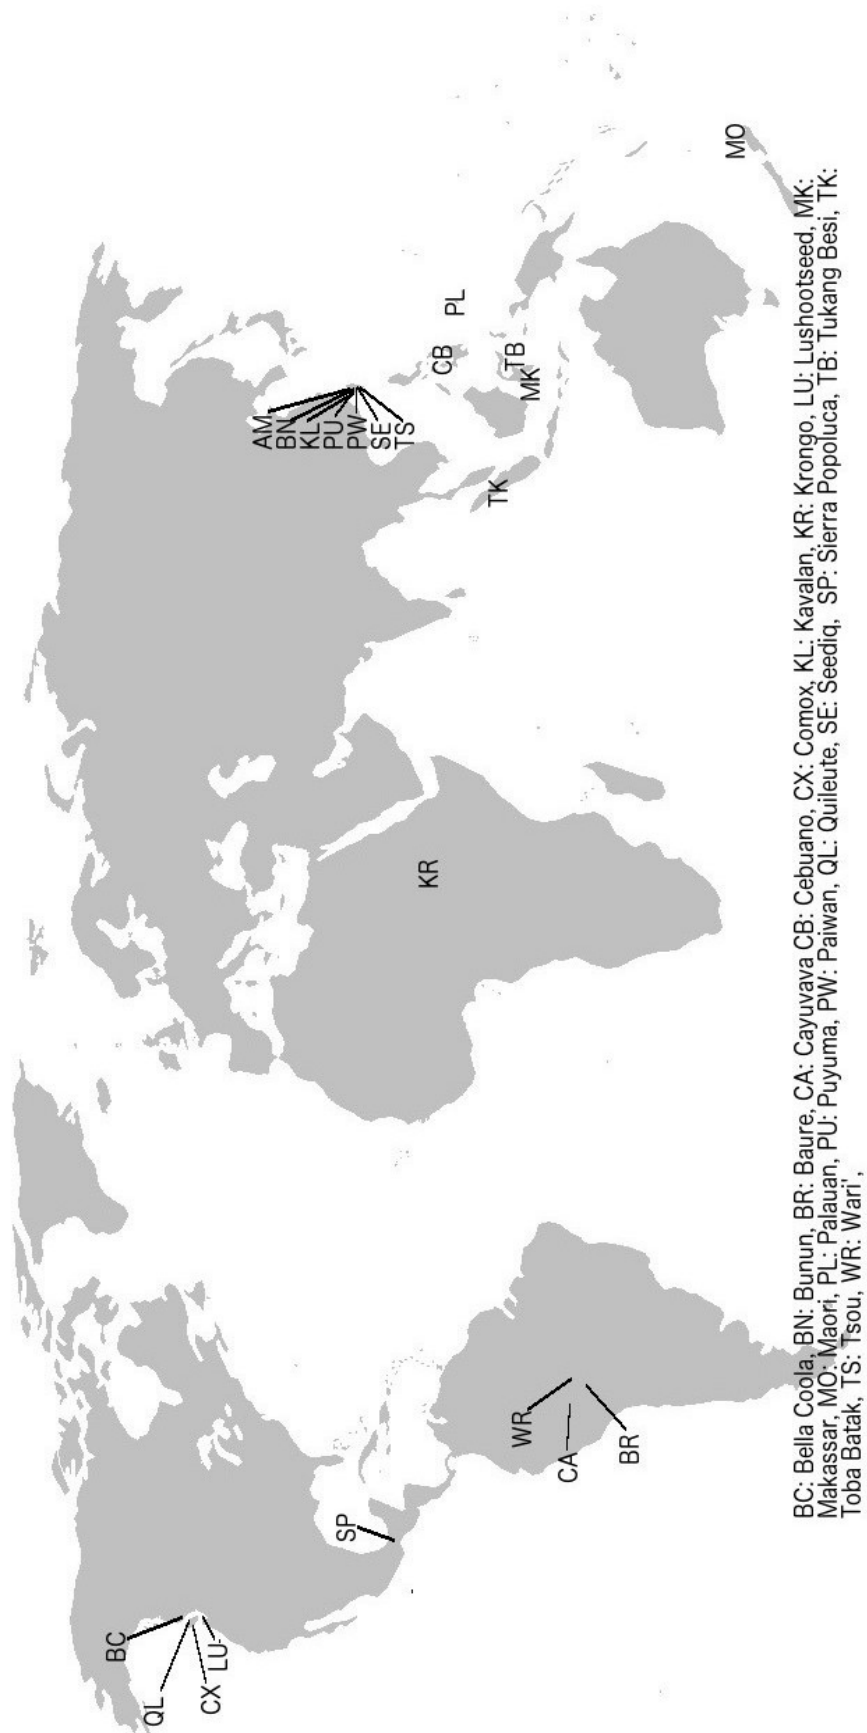 BC
QL
CX
LU
SP
WR
CA
BR
KR
AM
BN
KL
PU
PW
SE
TS
TK
CB
PL
TB
MK
MO
BC: Bella Coola, BN: Bunun, BR: Baure, CA: Cayuvava CB: Cebuano, CX: Comox, KL: Kavalan, KR: Krongo, LU: Lushootseed, MK:
Makassar, MO: Maori, PL: Palauan, PU: Puyuma, PW: Paiwan, QL: Quileute, SE: Seediq, SP: Sierra Popoluca, TB: Tukang Besi, TK:
Toba Batak, TS: Tsou, WR: Wari',